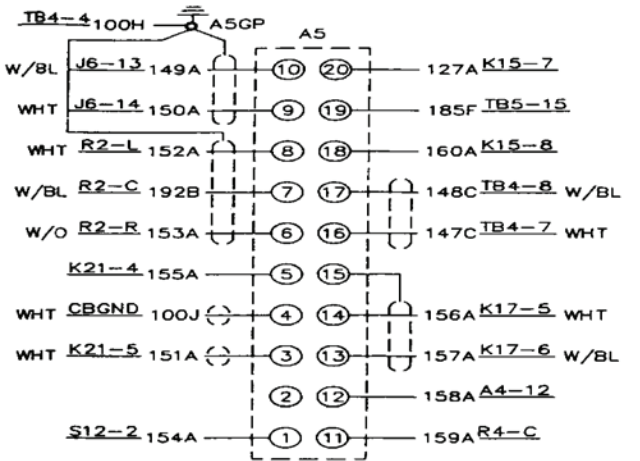 TB4-4 100H A5GP
A5
W/BL J6-13 149A 10 20 127A K15-7
WHT J6-14 150A 9 19 185F TB5-15
WHT R2-L 152A 8 18 160A K15-8
W/BL R2-C 192B 7 17 148C TB4-8 W/BL
W/O R2-R 153A 6 16 147C TB4-7 WHT
K21-4 155A 5 15
WHT CBGND 100J 4 14 156A K17-5 WHT
WHT K21-5 151A 3 13 157A K17-6 W/BL
2 12 158A A4-12
S12-2 154A 1 11 159A R4-C